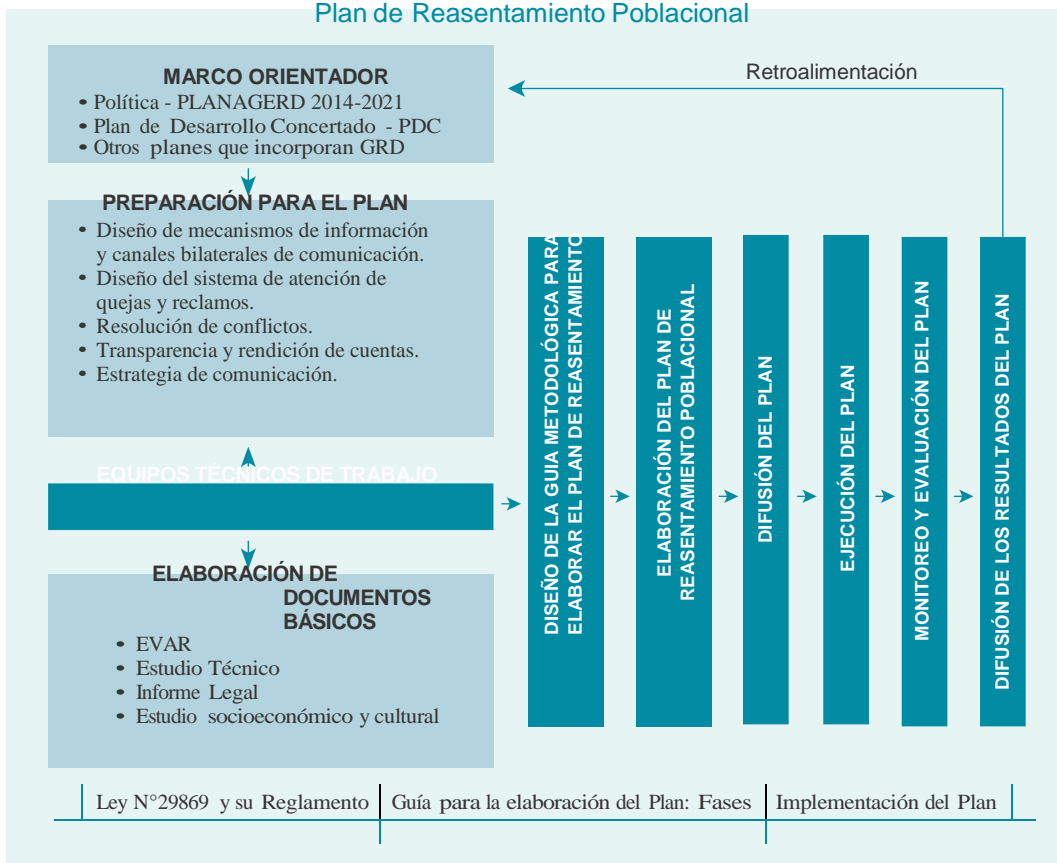 Plan de Reasentamiento Poblacional
MARCO ORIENTADOR
• Política - PLANAGERD 2014-2021
• Plan de Desarrollo Concertado - PDC
• Otros planes que incorporan GRD
Retroalimentación
PREPARACIÓN PARA EL PLAN
• Diseño de mecanismos de información
y canales bilaterales de comunicación.
• Diseño del sistema de atención de
quejas y reclamos.
• Resolución de conflictos.
• Transparencia y rendición de cuentas.
• Estrategia de comunicación.
EQUIPOS TÉCNICOS DE TRABAJO
ELABORACIÓN DE
DOCUMENTOS
BÁSICOS
• EVAR
• Estudio Técnico
• Informe Legal
• Estudio socioeconómico y cultural
DISEÑO DE LA GUIA METODOLÓGICA PARA
ELABORAR EL PLAN DE REASENTAMIENTO
ELABORACIÓN DEL PLAN DE
REASENTAMIENTO POBLACIONAL
DIFUSIÓN DEL PLAN
EJECUCIÓN DEL PLAN
MONITOREO Y EVALUACIÓN DEL PLAN
DIFUSIÓN DE LOS RESULTADOS DEL PLAN
Ley N°29869 y su Reglamento
Guía para la elaboración del Plan: Fases
Implementación del Plan